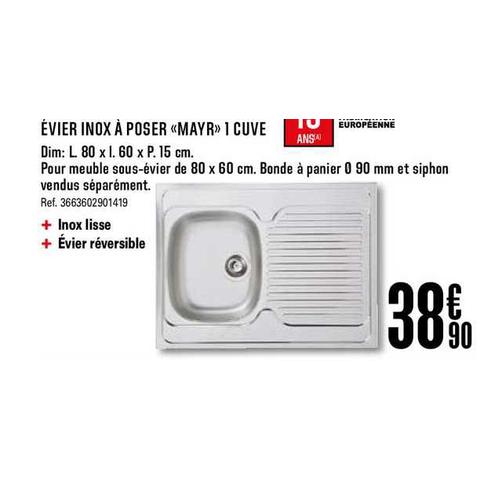 ÉVIER INOX À POSER «MAYR» 1 CUVE
ANS(A)
EUROPÉENNE
Dim: L. 80 x l. 60 x P. 15 cm.
Pour meuble sous-évier de 80 x 60 cm. Bonde à panier 0 90 mm et siphon
vendus séparément.
Ref. 3663602901419
+ Inox lisse
+ Évier réversible
38€90